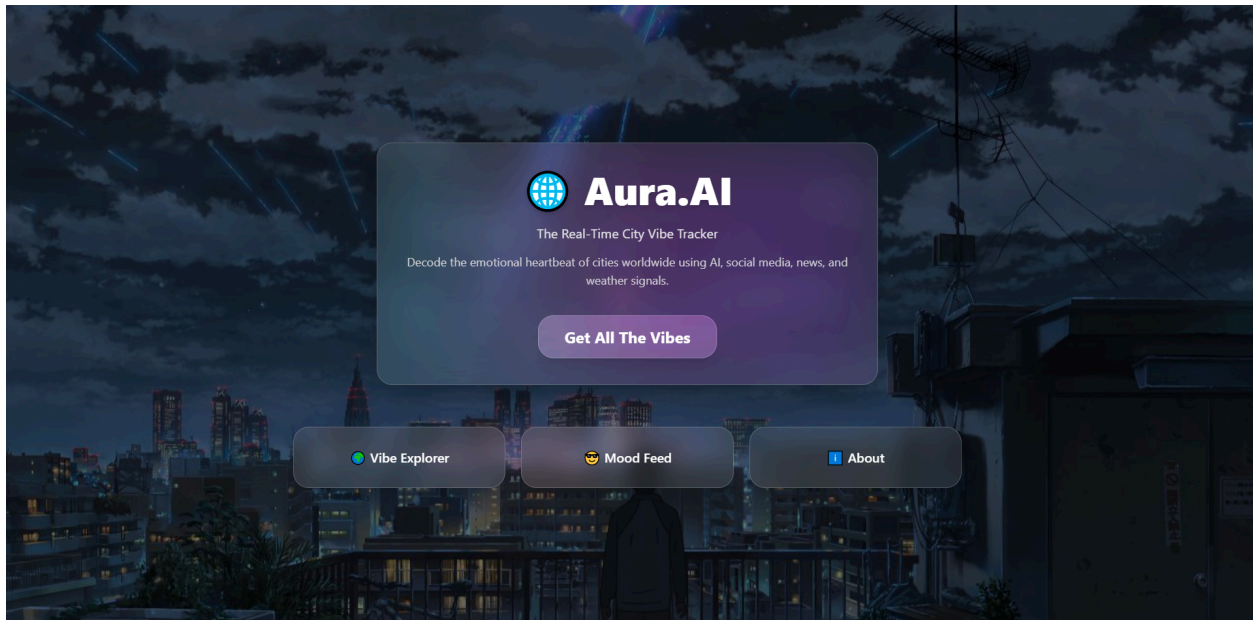 🌐 Aura.AI
The Real-Time City Vibe Tracker
Decode the emotional heartbeat of cities worldwide using AI, social media, news, and
weather signals.
Get All The Vibes
🌍 Vibe Explorer
😎 Mood Feed
ℹ️ About